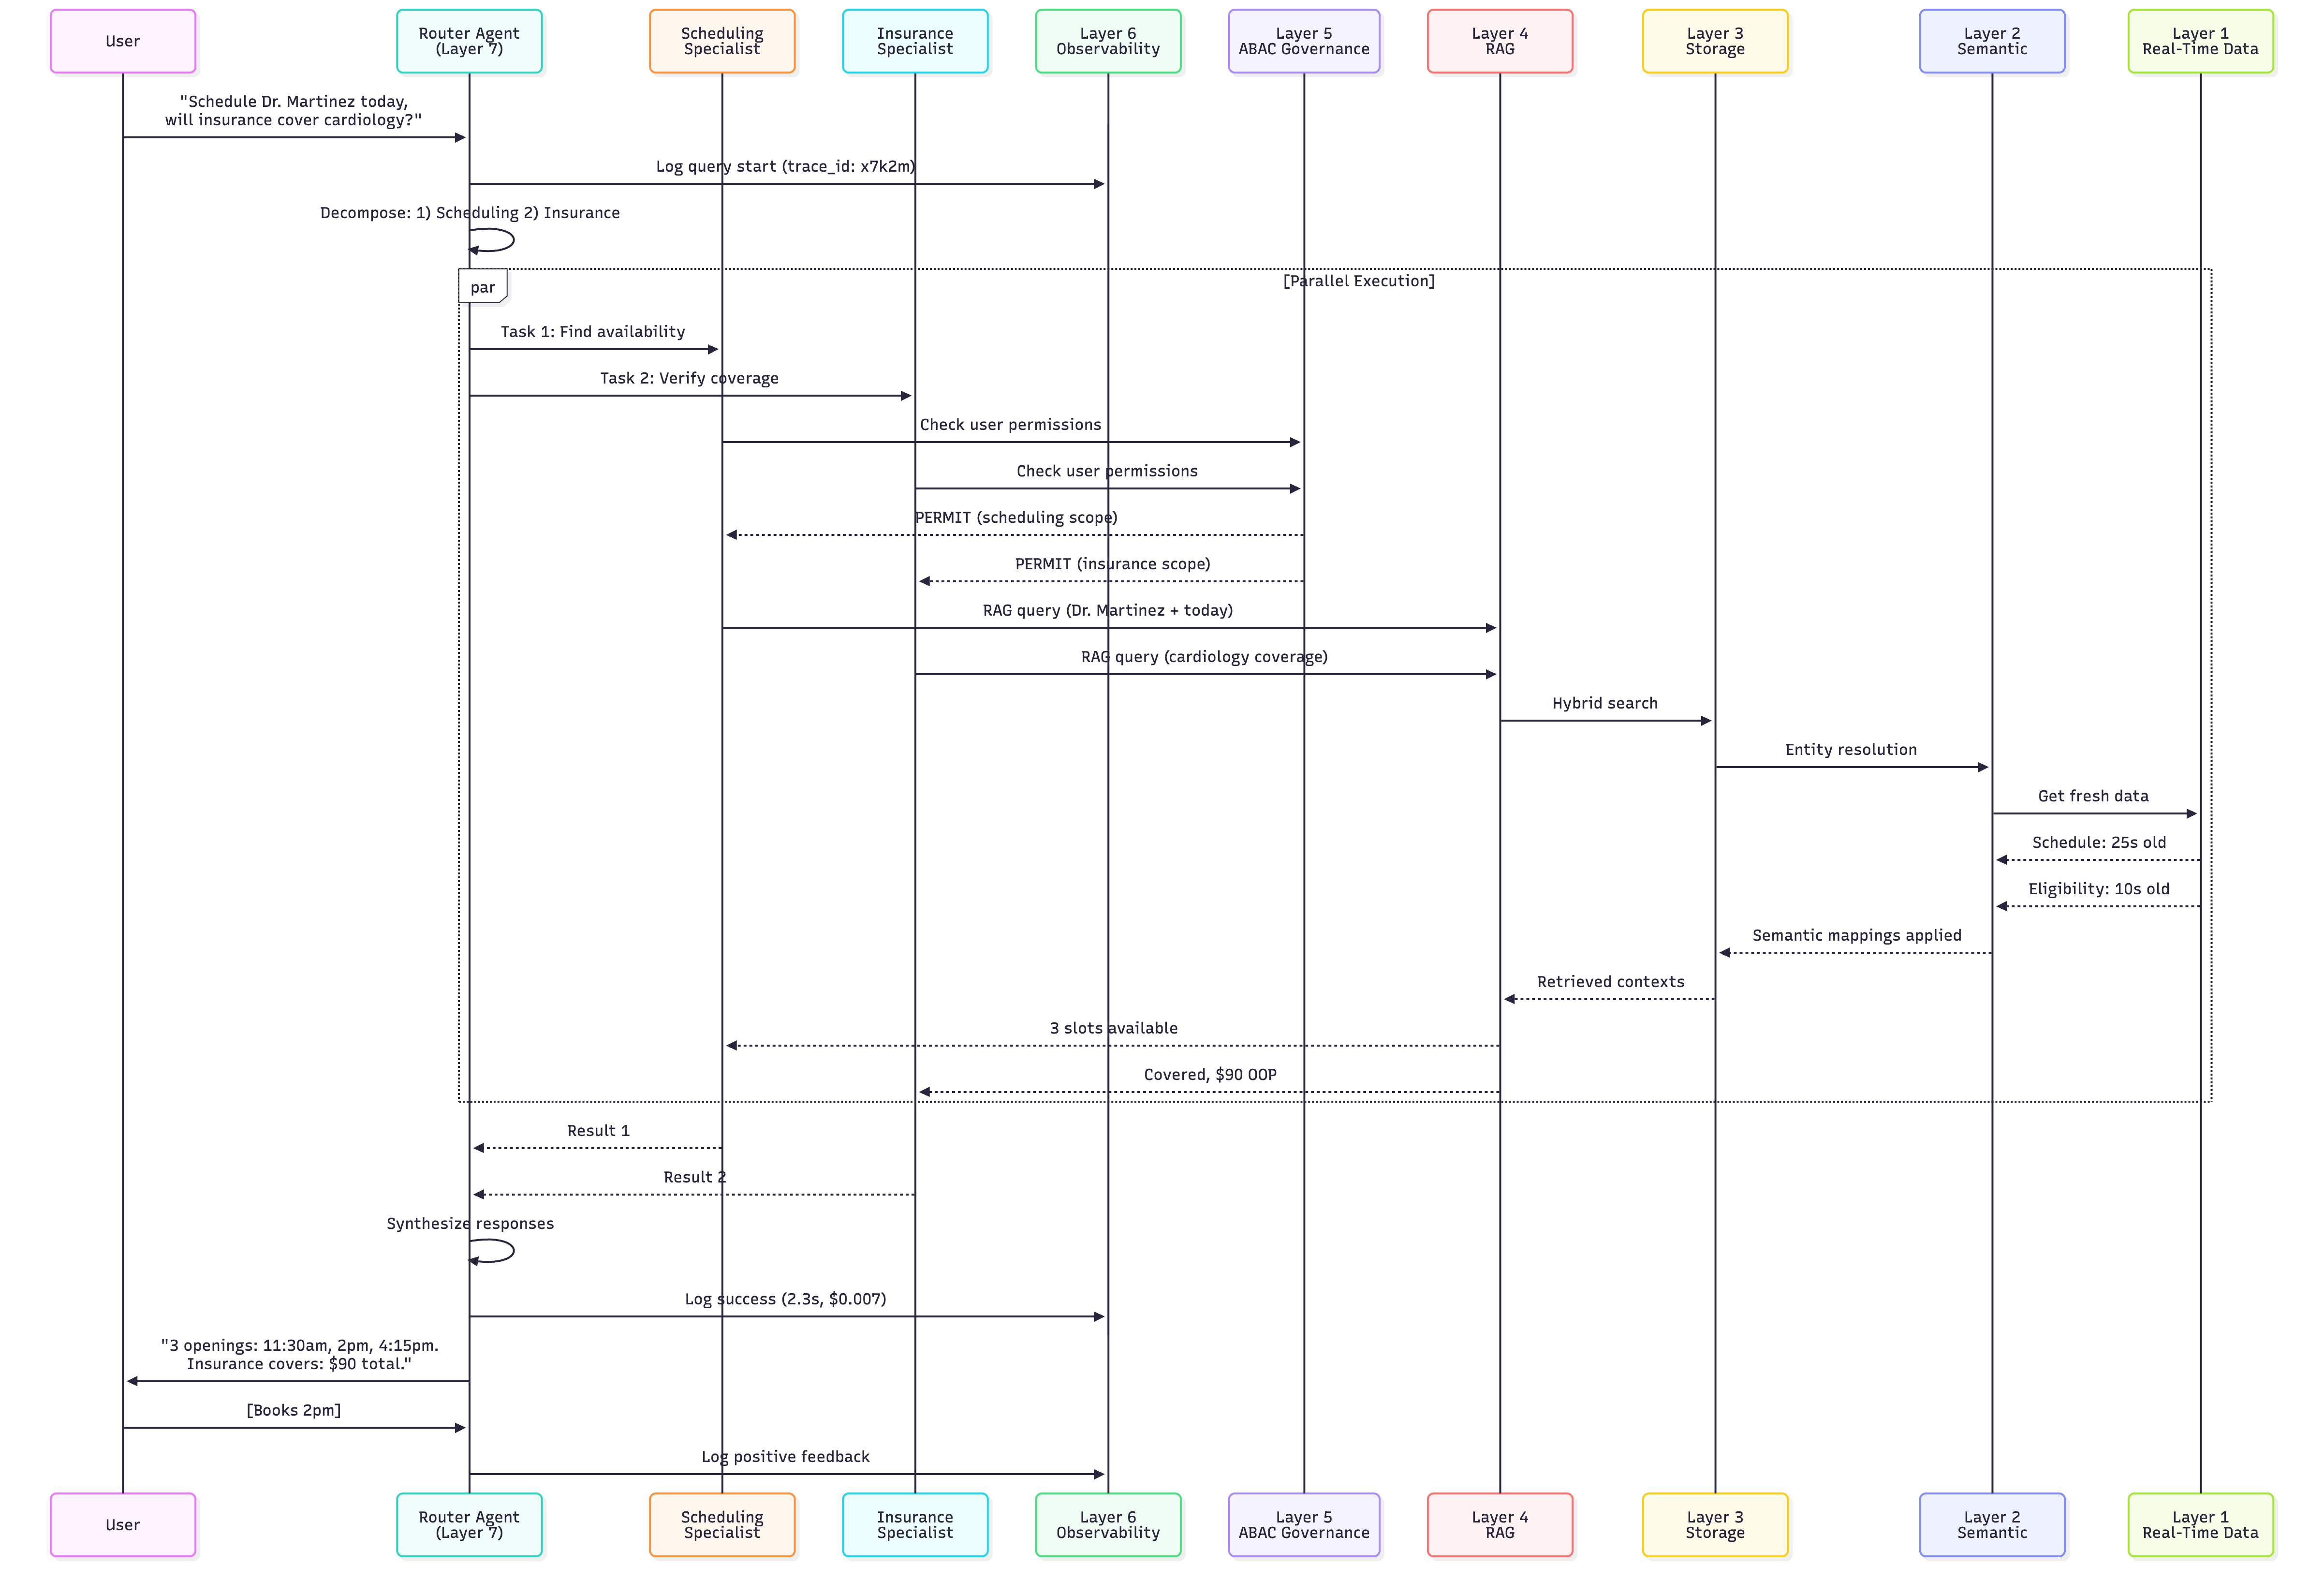 User
Router Agent
(Layer 7)
Scheduling
Specialist
Insurance
Specialist
Layer 6
Observability
Layer 5
ABAC Governance
Layer 4
RAG
Layer 3
Storage
Layer 2
Semantic
Layer 1
Real-Time Data
"Schedule Dr. Martinez today,
will insurance cover cardiology?"
Log query start (trace_id: x7k2m)
Decompose: 1) Scheduling 2) Insurance
par
[Parallel Execution]
Task 1: Find availability
Task 2: Verify coverage
Check user permissions
Check user permissions
PERMIT (scheduling scope)
PERMIT (insurance scope)
RAG query (Dr. Martinez + today)
RAG query (cardiology coverage)
Hybrid search
Entity resolution
Get fresh data
Schedule: 25s old
Eligibility: 10s old
Semantic mappings applied
Retrieved contexts
3 slots available
Covered, $90 OOP
Result 1
Result 2
Synthesize responses
Log success (2.3s, $0.007)
"3 openings: 11:30am, 2pm, 4:15pm.
Insurance covers: $90 total."
[Books 2pm]
Log positive feedback
User
Router Agent
(Layer 7)
Scheduling
Specialist
Insurance
Specialist
Layer 6
Observability
Layer 5
ABAC Governance
Layer 4
RAG
Layer 3
Storage
Layer 2
Semantic
Layer 1
Real-Time Data